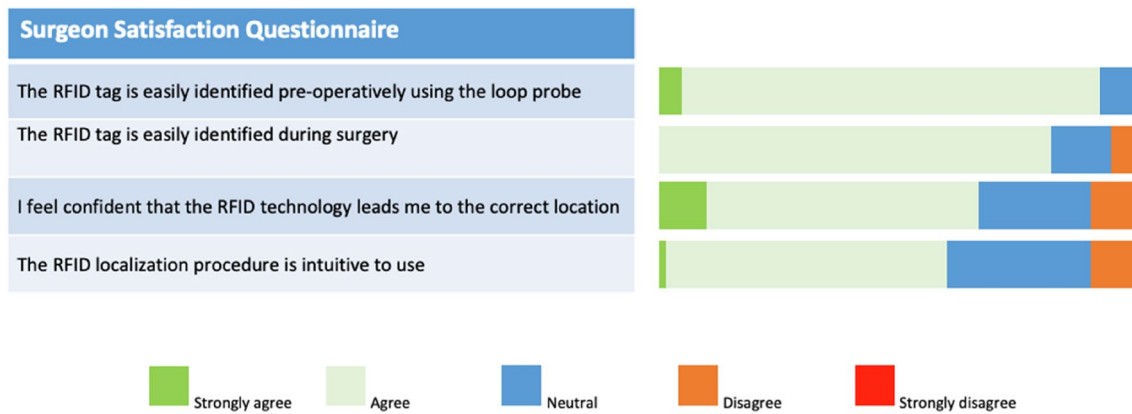 Surgeon Satisfaction Questionnaire
The RFID tag is easily identified pre-operatively using the loop probe
The RFID tag is easily identified during surgery
I feel confident that the RFID technology leads me to the correct location
The RFID localization procedure is intuitive to use
Strongly agree
Agree
Neutral
Disagree
Strongly disagree